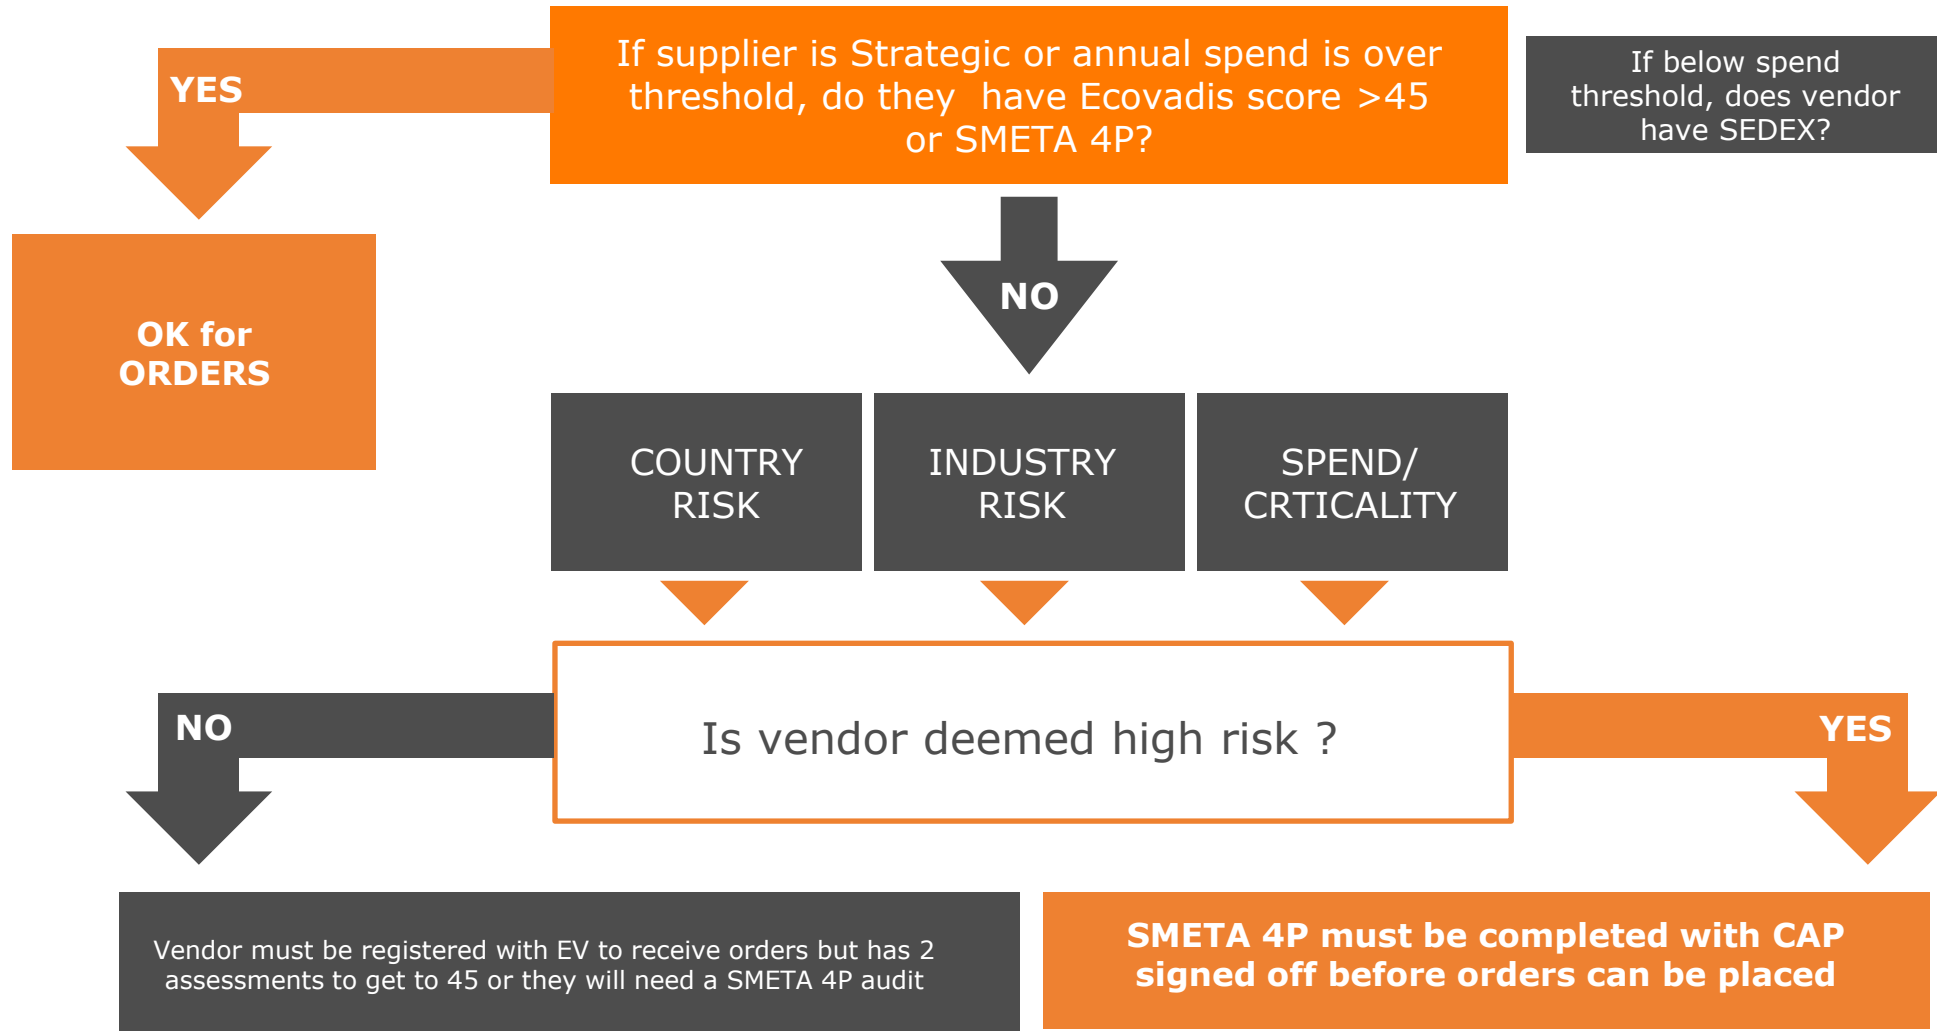 If supplier is Strategic or annual spend is over
threshold, do they have Ecovadis score >45
or SMETA 4P?
If below spend
threshold, does vendor
have SEDEX?
YES
OK for
ORDERS
NO
COUNTRY
RISK
INDUSTRY
RISK
SPEND/
CRTICALITY
Is vendor deemed high risk ?
NO
YES
Vendor must be registered with EV to receive orders but has 2
assessments to get to 45 or they will need a SMETA 4P audit
SMETA 4P must be completed with CAP
signed off before orders can be placed